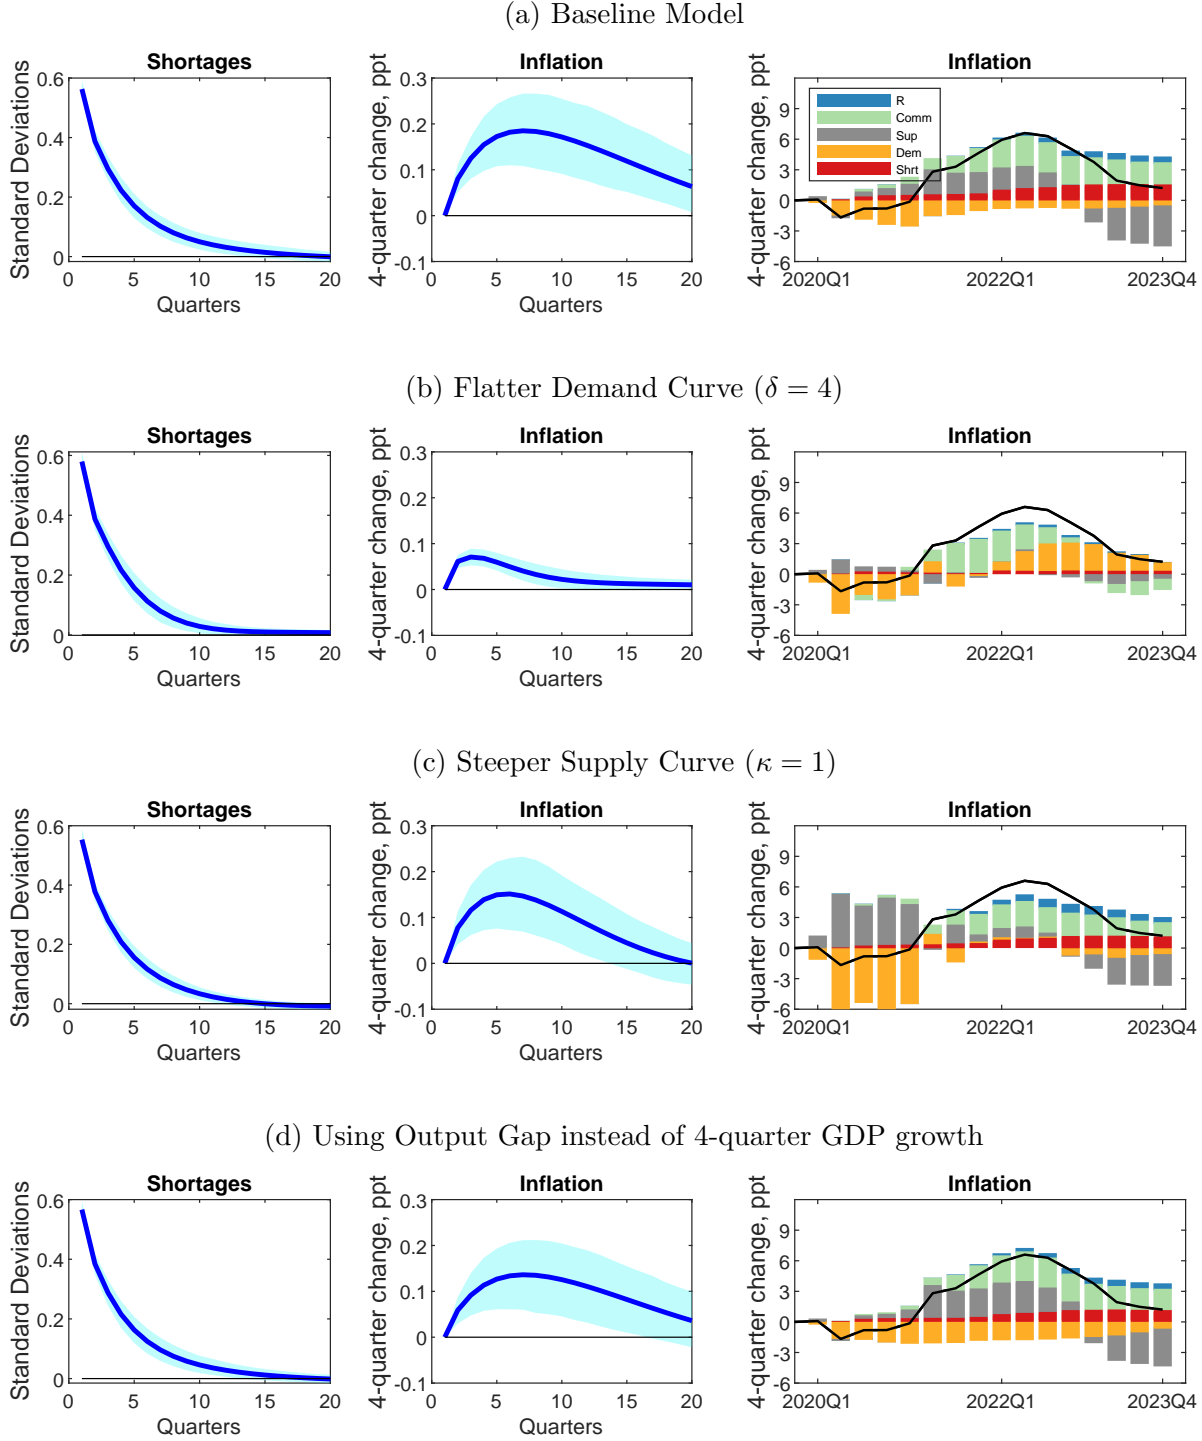 (a) Baseline Model
Shortages
Inflation
Inflation
Standard Deviations
0.6
0.4
0.2
0
0 5 10 15 20
Quarters
4-quarter change, ppt
0.3
0.2
0.1
0
-0.1
0 5 10 15 20
Quarters
4-quarter change, ppt
9
6
3
0
-3
-6
2020Q1 2022Q1 2023Q4
R
Comm
Sup
Dem
Shrt
(b) Flatter Demand Curve (δ = 4)
Shortages
Inflation
Inflation
Standard Deviations
0.6
0.4
0.2
0
0 5 10 15 20
Quarters
4-quarter change, ppt
0.3
0.2
0.1
0
-0.1
0 5 10 15 20
Quarters
4-quarter change, ppt
9
6
3
0
-3
-6
2020Q1 2022Q1 2023Q4
(c) Steeper Supply Curve (κ = 1)
Shortages
Inflation
Inflation
Standard Deviations
0.6
0.4
0.2
0
0 5 10 15 20
Quarters
4-quarter change, ppt
0.3
0.2
0.1
0
-0.1
0 5 10 15 20
Quarters
4-quarter change, ppt
9
6
3
0
-3
-6
2020Q1 2022Q1 2023Q4
(d) Using Output Gap instead of 4-quarter GDP growth
Shortages
Inflation
Inflation
Standard Deviations
0.6
0.4
0.2
0
0 5 10 15 20
Quarters
4-quarter change, ppt
0.3
0.2
0.1
0
-0.1
0 5 10 15 20
Quarters
4-quarter change, ppt
9
6
3
0
-3
-6
2020Q1 2022Q1 2023Q4